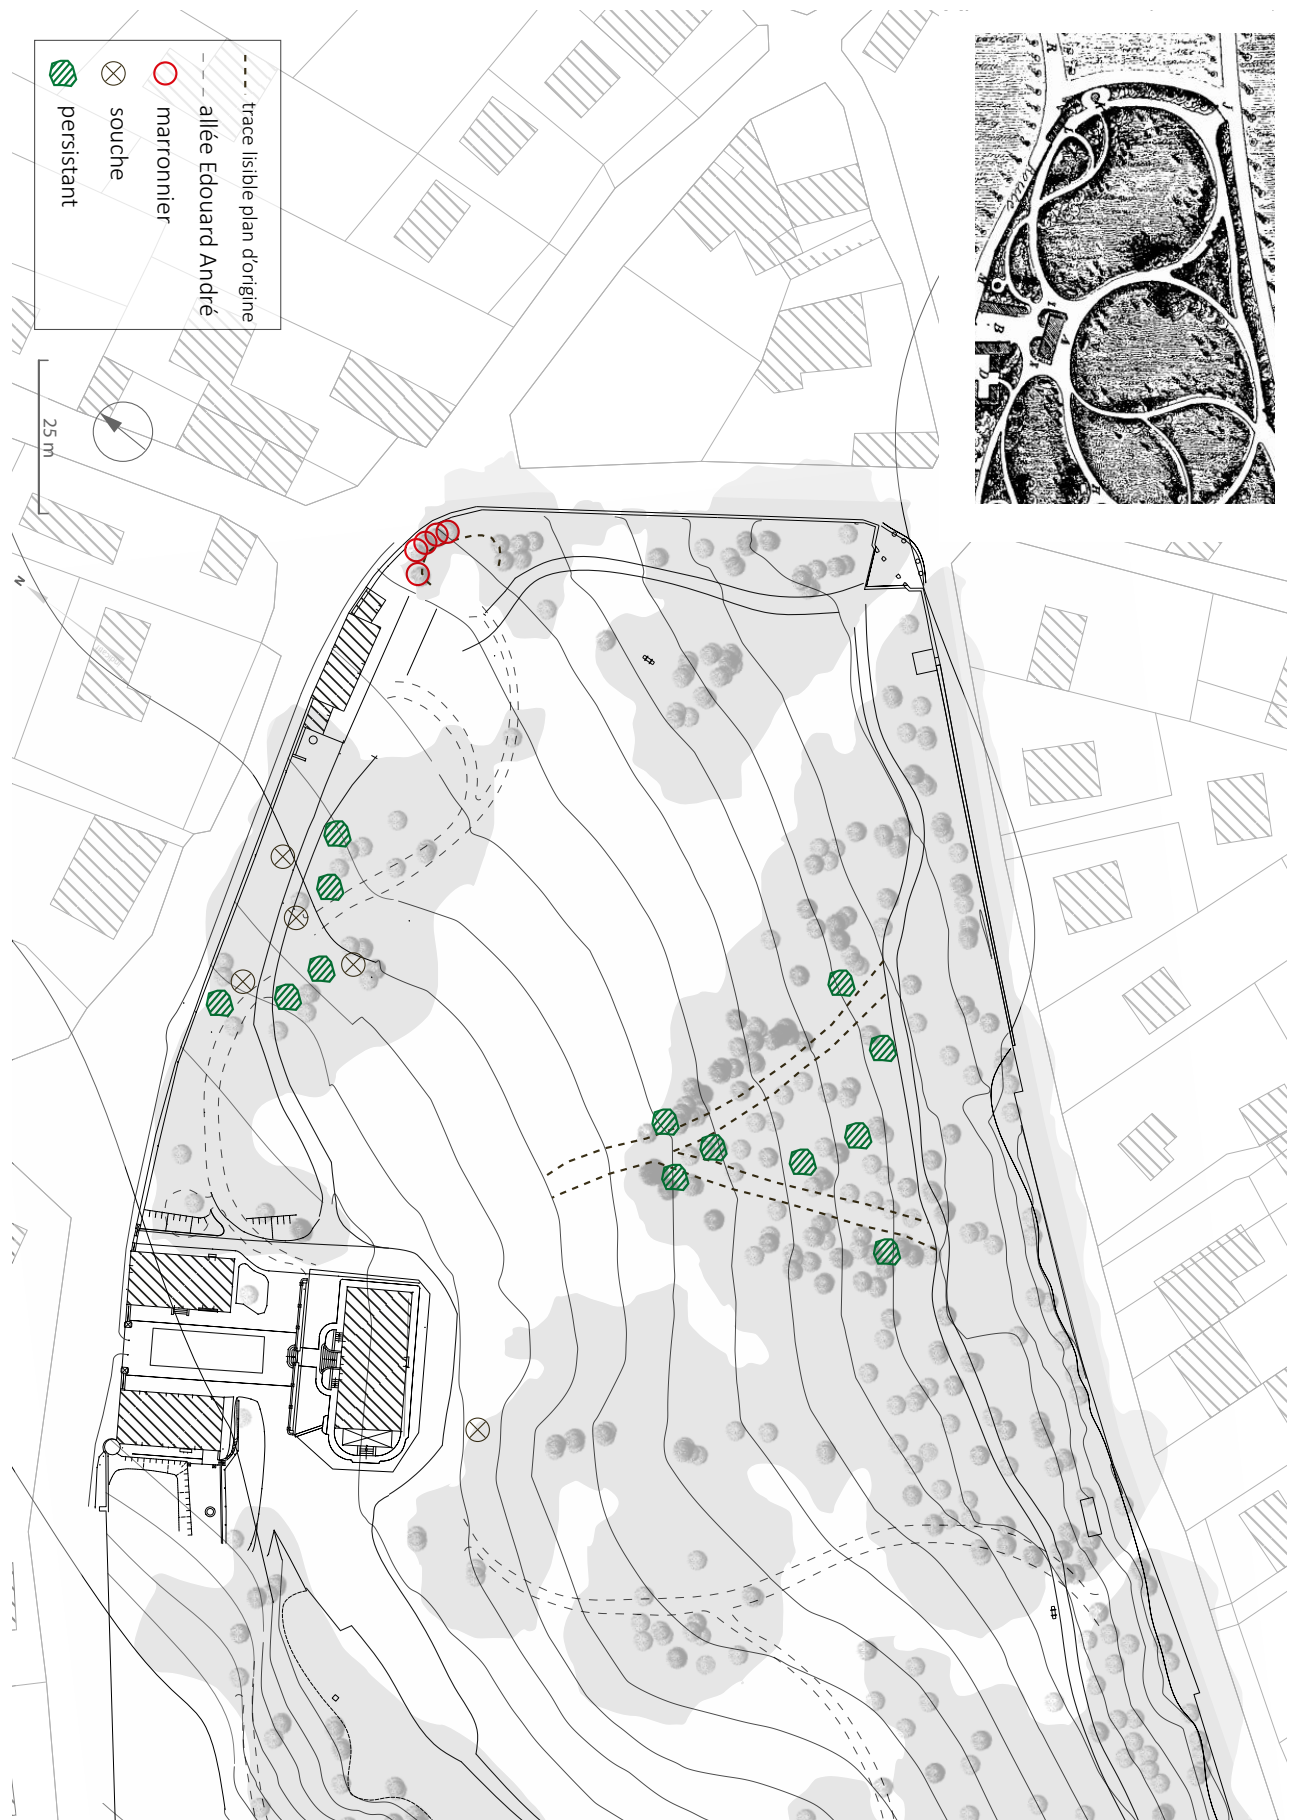 trace lisible plan d'origine
allée Edouard André
marronnier
souche
persistant
25 m
N
R
A
B
D
H